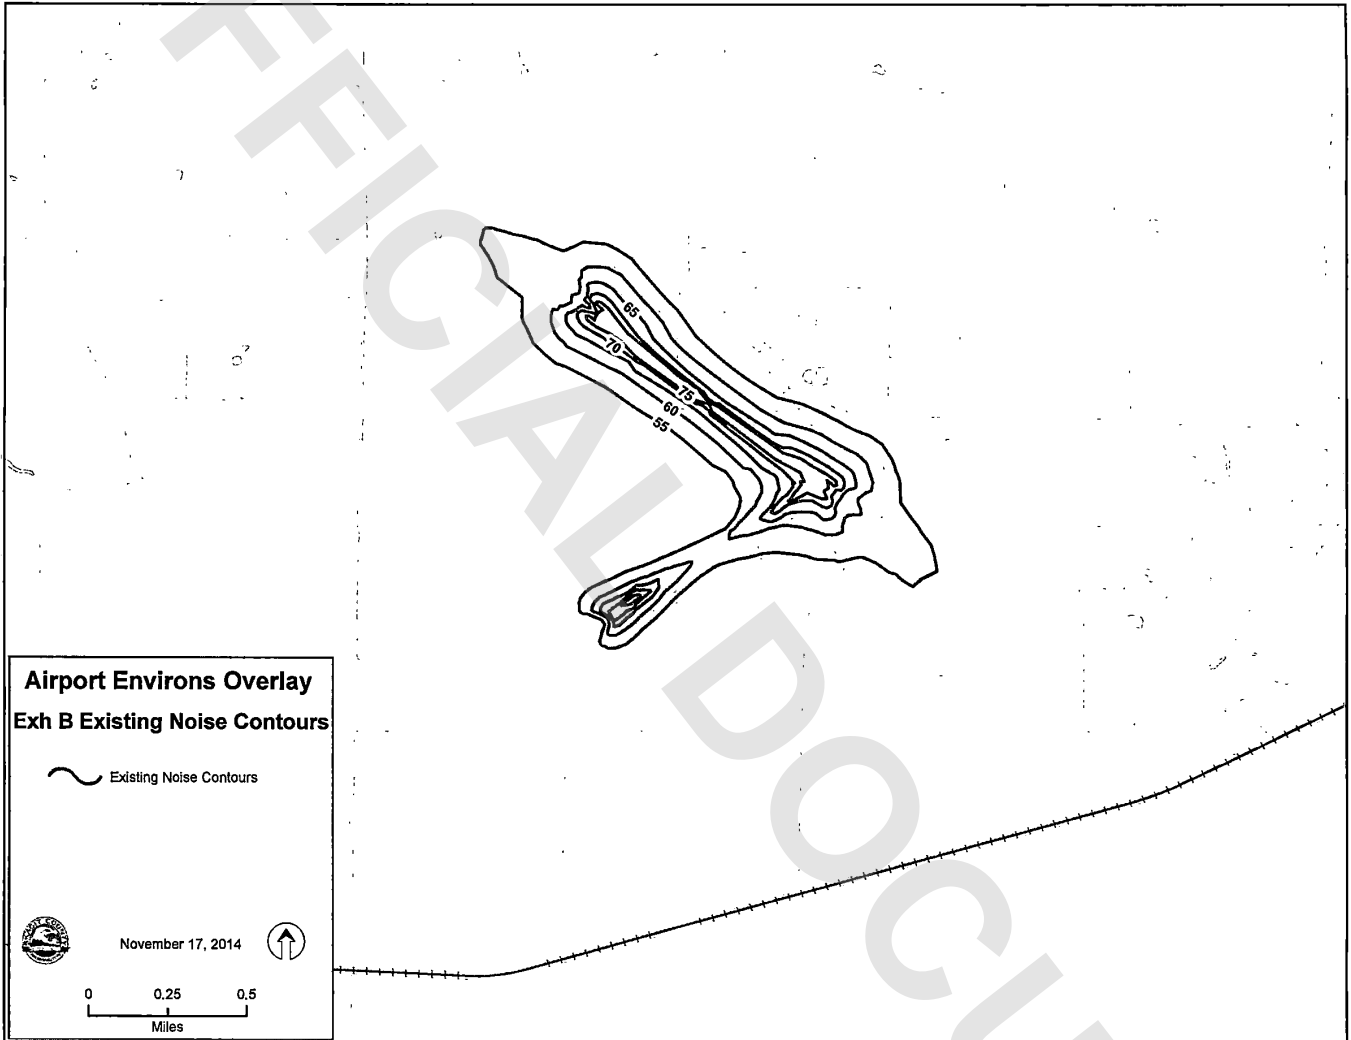 FFICIAL DOCU
65
70
75
60
55
Airport Environs Overlay
Exh B Existing Noise Contours
Existing Noise Contours
November 17, 2014
0 0.25 0.5
Miles